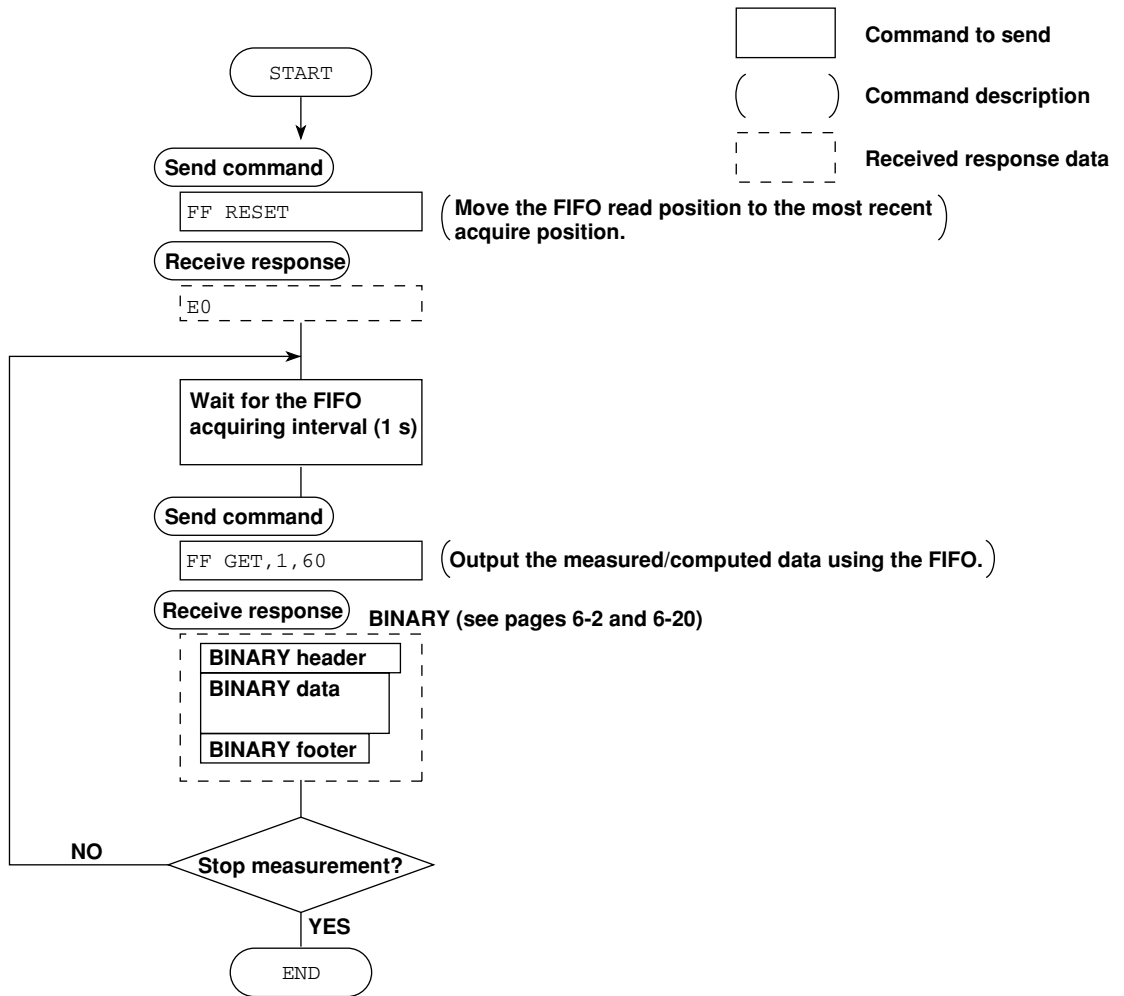 Command to send
Command description
Received response data
START
Send command
FF RESET
Move the FIFO read position to the most recent
acquire position.
Receive response
E0
Wait for the FIFO
acquiring interval (1 s)
Send command
FF GET,1,60
Output the measured/computed data using the FIFO.
Receive response
BINARY (see pages 6-2 and 6-20)
BINARY header
BINARY data
BINARY footer
NO
Stop measurement?
YES
END